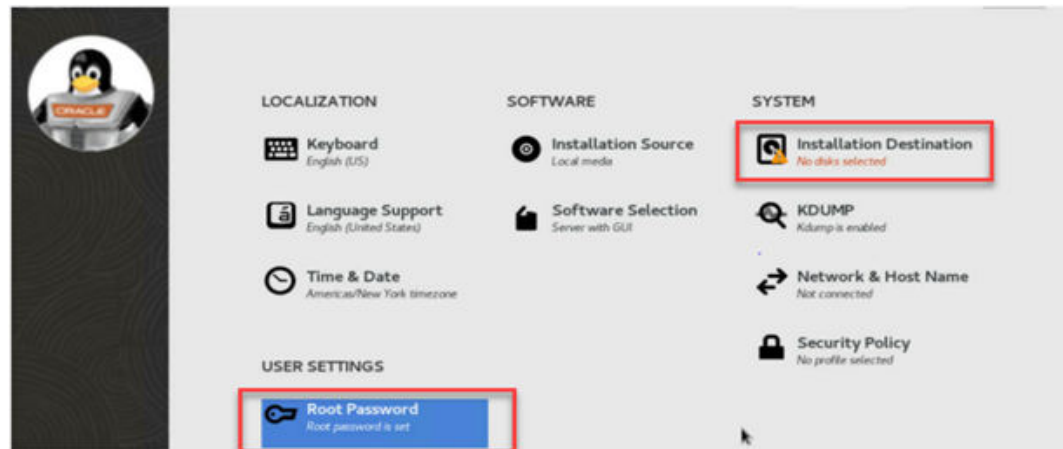 ORACLE
LOCALIZATION
Keyboard
English (US)
Language Support
English (United States)
Time & Date
Americas/New York timezone
USER SETTINGS
Root Password
Root password is set
SOFTWARE
Installation Source
Local media
Software Selection
Server with GUI
SYSTEM
Installation Destination
No disks selected
KDUMP
Kdump is enabled
Network & Host Name
Not connected
Security Policy
No profile selected